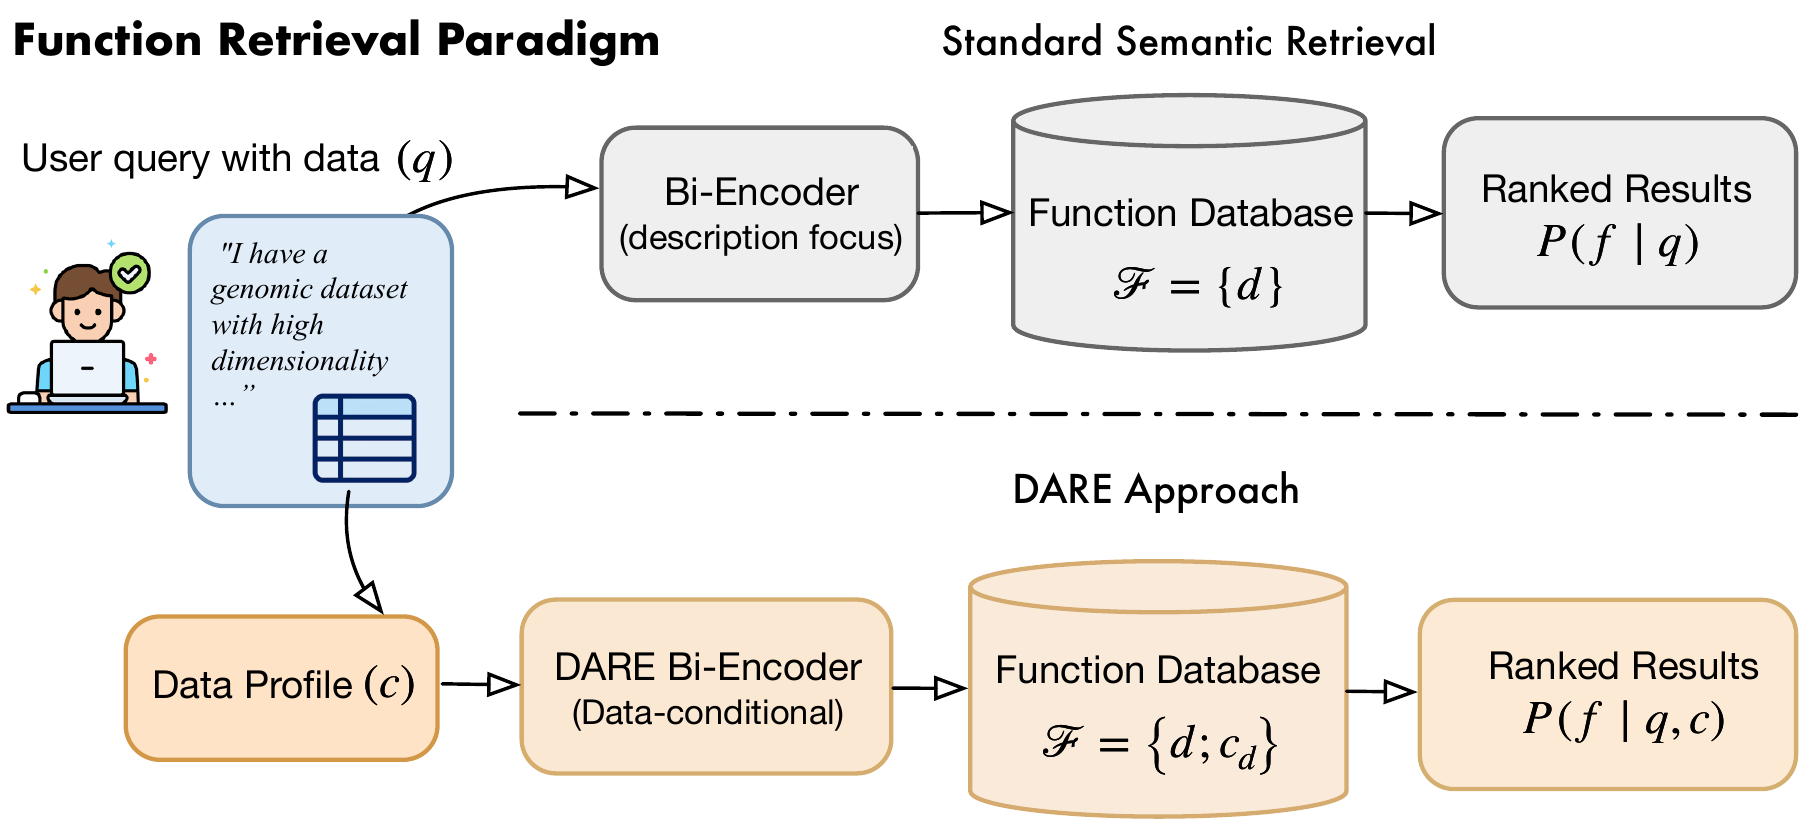 Function Retrieval Paradigm
Standard Semantic Retrieval
User query with data (q)
"I have a
genomic dataset
with high
dimensionality
...”
Bi-Encoder
(description focus)
Function Database
ℱ = {d}
Ranked Results
P(f | q)
DARE Approach
Data Profile (c)
DARE Bi-Encoder
(Data-conditional)
Function Database
ℱ = {d; c_d}
Ranked Results
P(f | q, c)